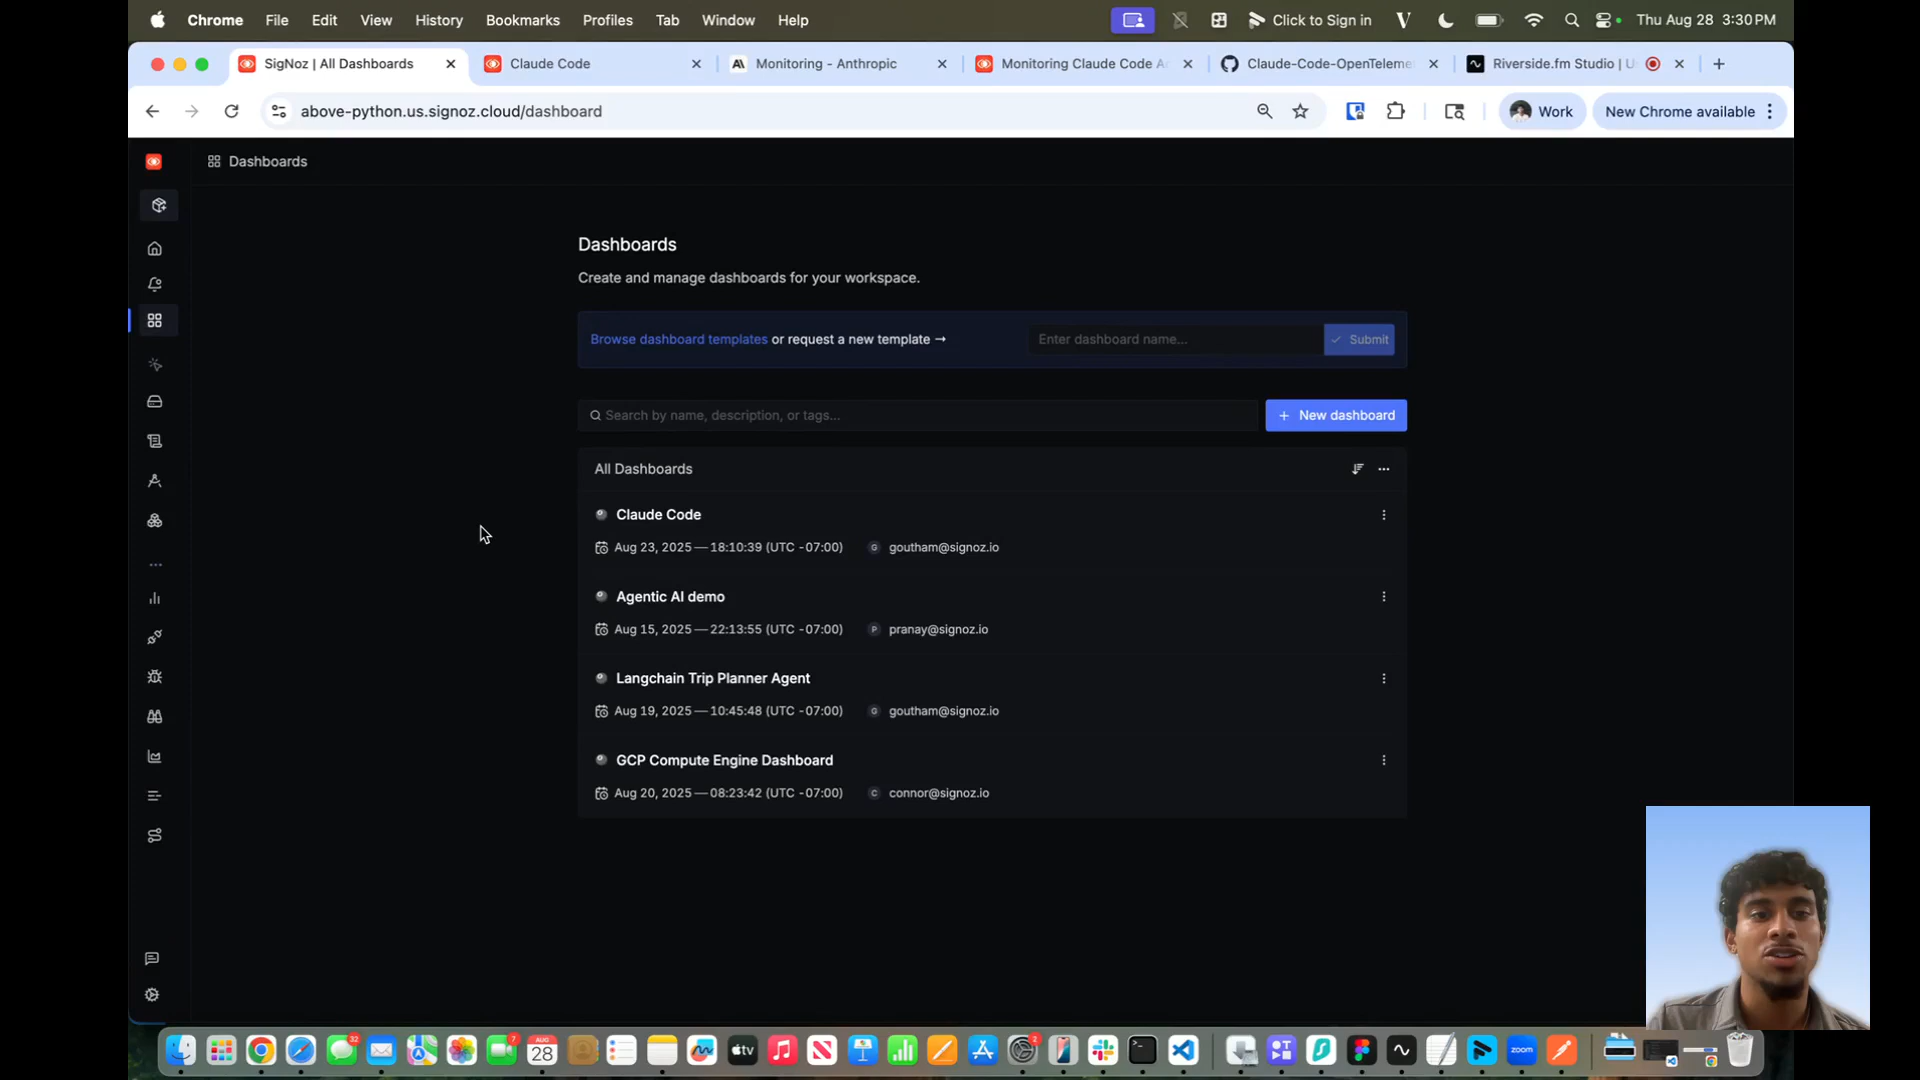 Chrome File Edit View History Bookmarks Profiles Tab Window Help Click to Sign in Thu Aug 28 3:30 PM
SigNoz | All Dashboards Claude Code Monitoring - Anthropic Monitoring Claude Code A Claude-Code-OpenTeleme Riverside.fm Studio | U
above-python.us.signoz.cloud/dashboard Work New Chrome available
Dashboards
Dashboards
Create and manage dashboards for your workspace.
Browse dashboard templates or request a new template → Enter dashboard name... Submit
Search by name, description, or tags... + New dashboard
All Dashboards
Claude Code
Aug 23, 2025 — 18:10:39 (UTC -07:00) G goutham@signoz.io
Agentic AI demo
Aug 15, 2025 — 22:13:55 (UTC -07:00) P pranay@signoz.io
Langchain Trip Planner Agent
Aug 19, 2025 — 10:45:48 (UTC -07:00) G goutham@signoz.io
GCP Compute Engine Dashboard
Aug 20, 2025 — 08:23:42 (UTC -07:00) C connor@signoz.io
32 7 AUG 28 tv 2 zoom